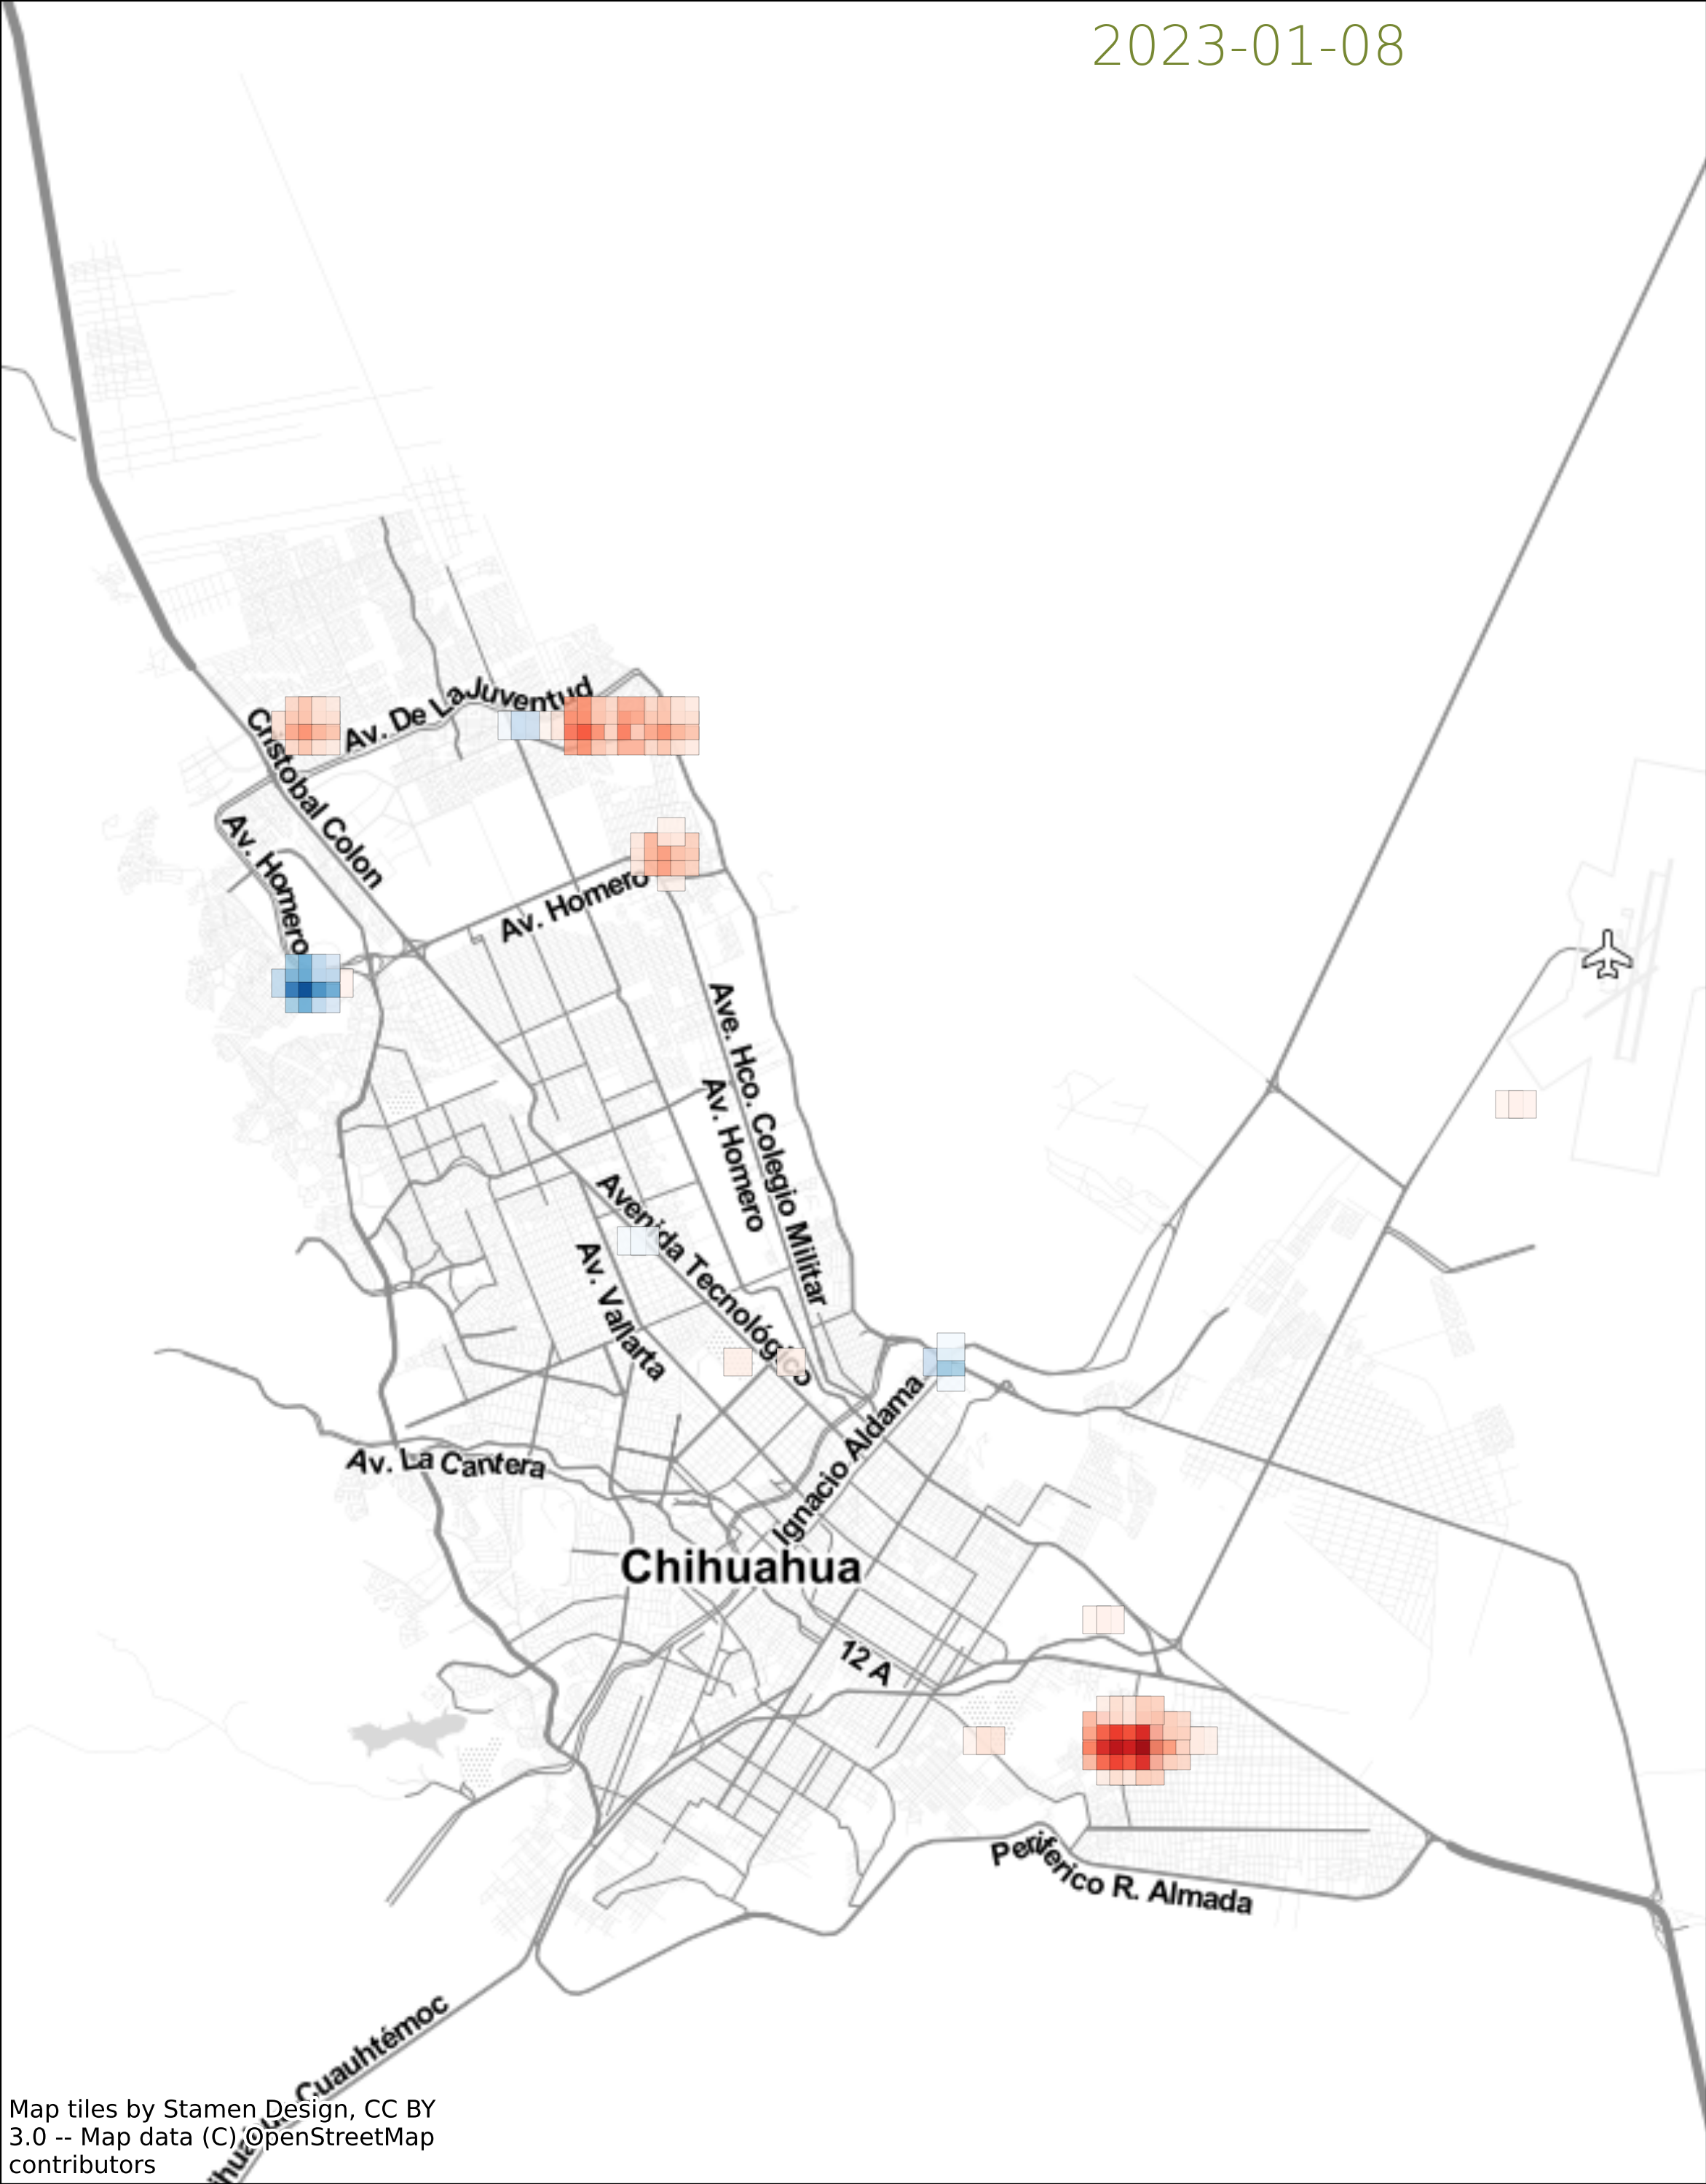 2023-01-08
Av. De La Juventud
Cristobal Colon
Av. Homero
Av. Homero
Ave. Hco. Colegio Militar
Av. Homero
Avenida Tecnológico
Av. Vallarta
Ignacio Aldama
Av. La Cantera
Chihuahua
12 A
Periferico R. Almada
Cuauhtémoc
Map tiles by Stamen Design, CC BY
3.0 -- Map data (C) OpenStreetMap
contributors